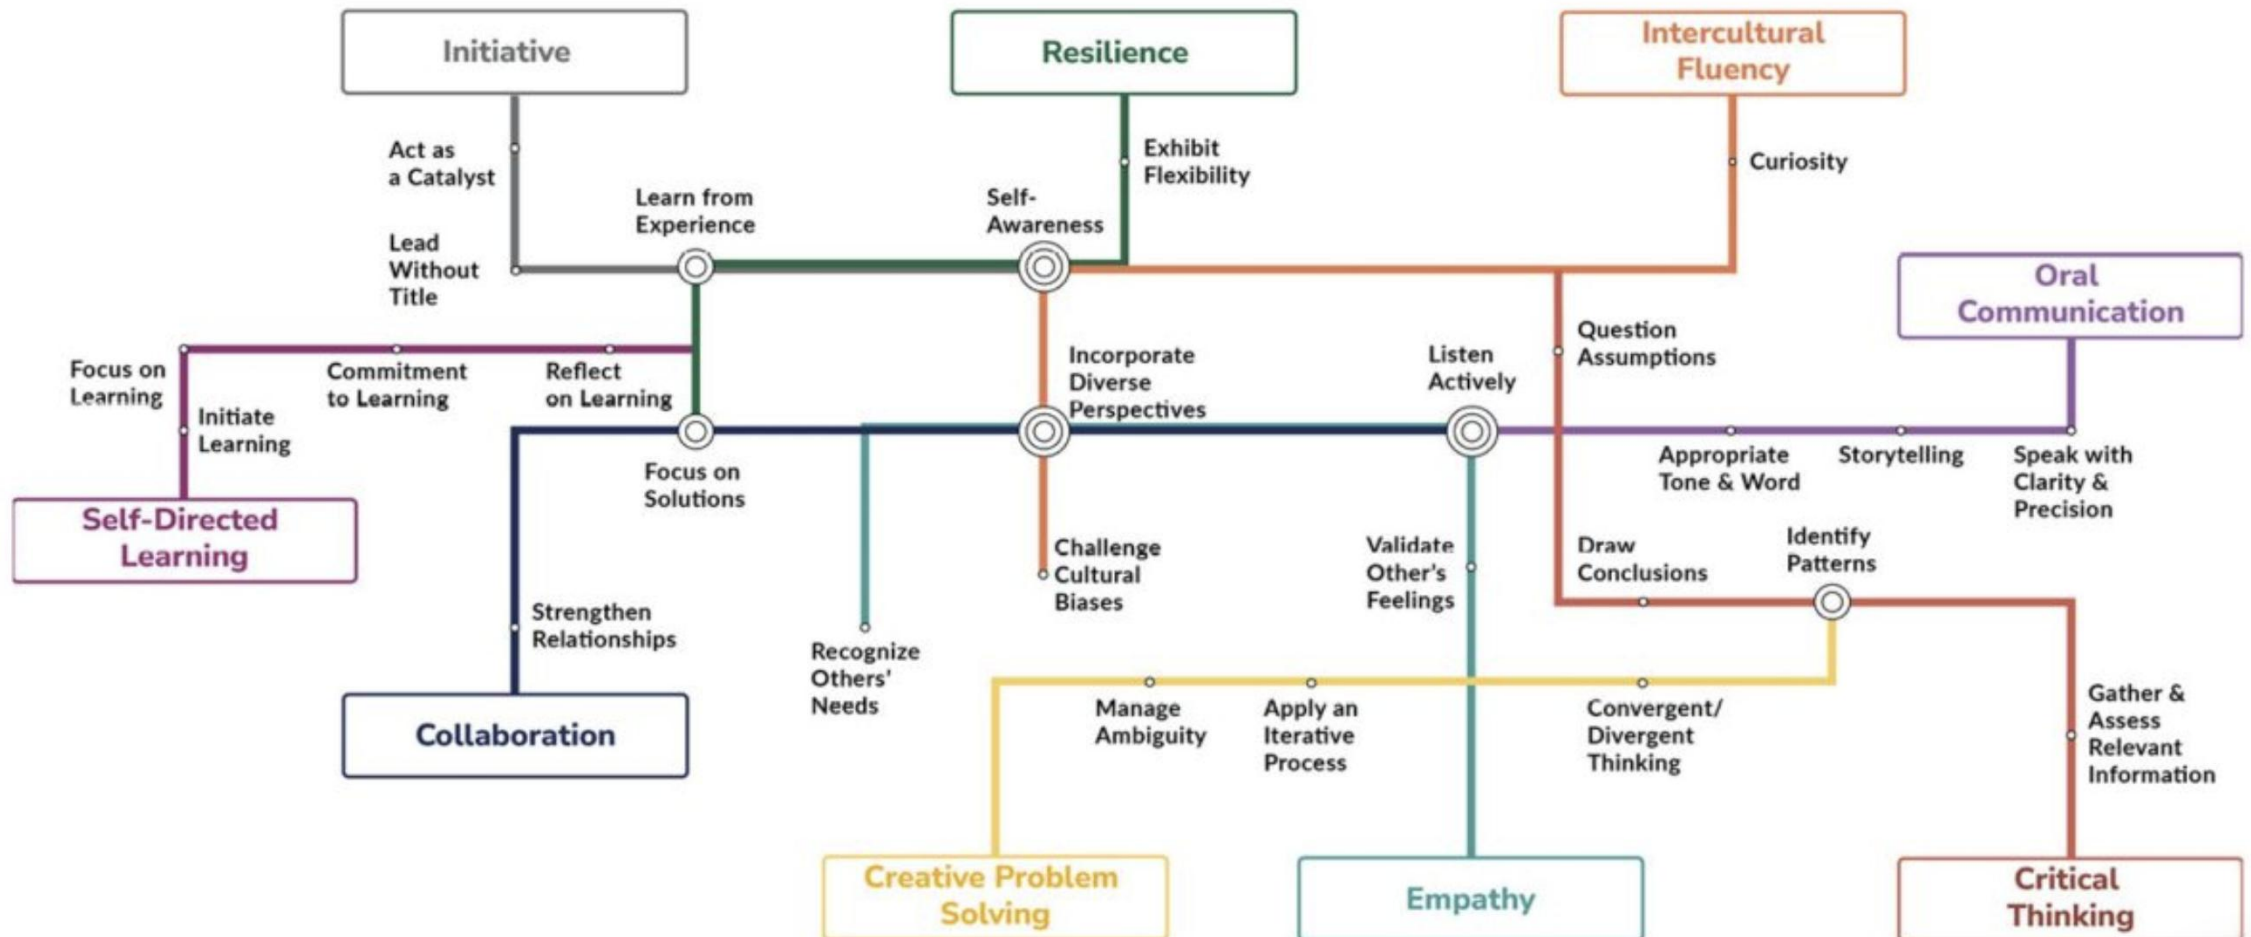 Initiative
Resilience
Intercultural
Fluency
Act as
a Catalyst
Exhibit
Flexibility
Curiosity
Learn from
Experience
Self-
Awareness
Lead
Without
Title
Oral
Communication
Question
Assumptions
Focus on
Learning
Commitment
to Learning
Reflect
on Learning
Incorporate
Diverse
Perspectives
Listen
Actively
Initiate
Learning
Focus on
Solutions
Appropriate
Tone & Word
Storytelling
Speak with
Clarity &
Precision
Self-Directed
Learning
Challenge
Cultural
Biases
Validate
Other's
Feelings
Draw
Conclusions
Identify
Patterns
Strengthen
Relationships
Recognize
Others'
Needs
Collaboration
Manage
Ambiguity
Apply an
Iterative
Process
Convergent/
Divergent
Thinking
Gather &
Assess
Relevant
Information
Creative Problem
Solving
Empathy
Critical
Thinking